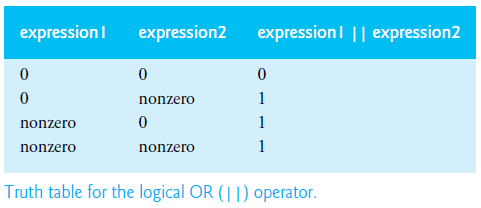 expression1 expression2 expression1 || expression2
0 0 0
0 nonzero 1
nonzero 0 1
nonzero nonzero 1
Truth table for the logical OR (||) operator.